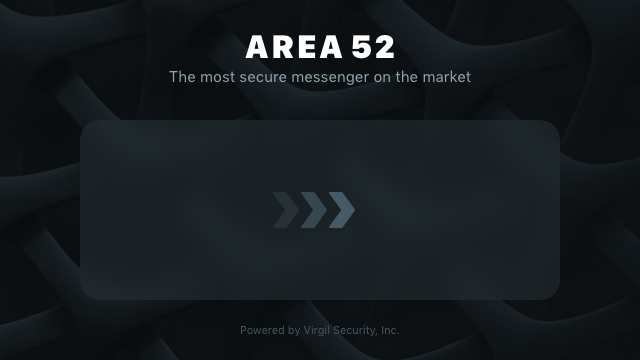 AREA 52
The most secure messenger on the market
Powered by Virgil Security, Inc.